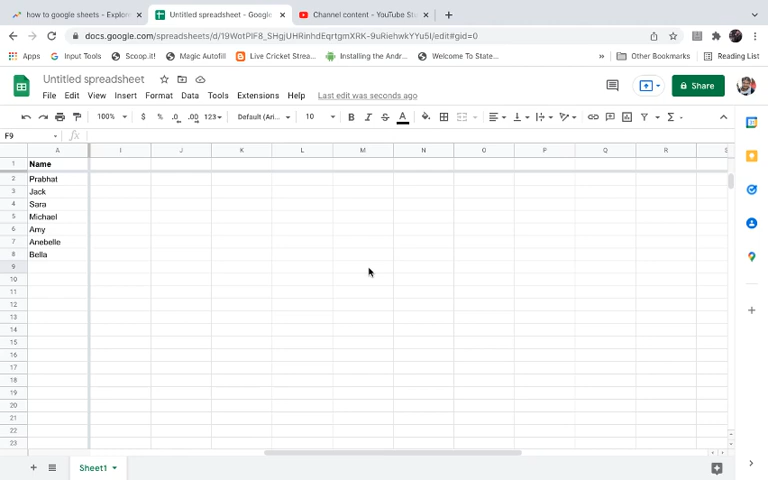 how to google sheets - Explore
Untitled spreadsheet - Google
Channel content - YouTube Stu
docs.google.com/spreadsheets/d/19WotPlF8_SHgjUHRinhdEqrtgmXRK-9uRiehwkYYu5I/edit#gid=0
Apps
Input Tools
Scoop.it!
Magic Autofill
Live Cricket Strea...
Installing the Andr...
Welcome To State...
»
Other Bookmarks
Reading List
Untitled spreadsheet
File Edit View Insert Format Data Tools Extensions Help Last edit was seconds ago
Share
100% $ % .0 .00 123 Default (Ari... 10 B I S A
F9 fx
A I J K L M N O P Q R S
1 Name
2 Prabhat
3 Jack
4 Sara
5 Michael
6 Amy
7 Anebelle
8 Bella
9
10
11
12
13
14
15
16
17
18
19
20
21
22
23
Sheet1